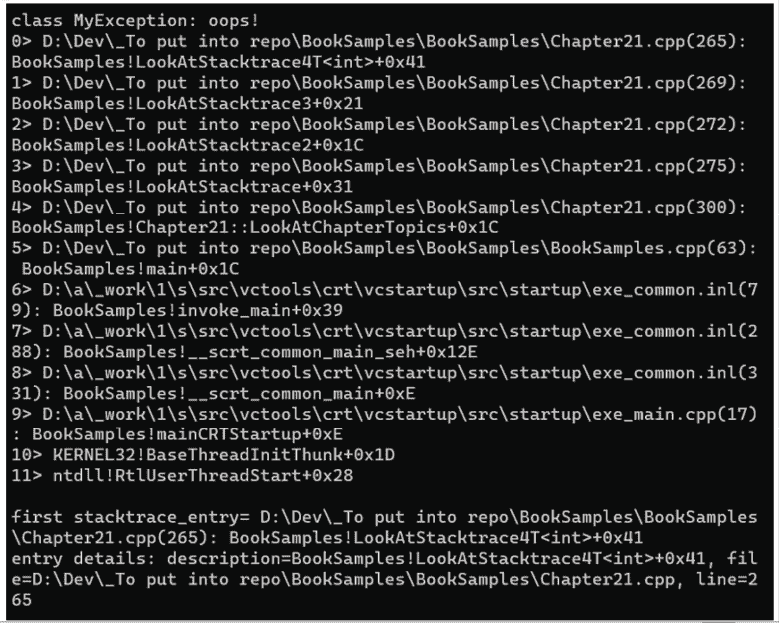 class MyException: oops!
0> D:\Dev\_To put into repo\BookSamples\BookSamples\Chapter21.cpp(265):
BookSamples!LookAtStacktrace4T<int>+0x41
1> D:\Dev\_To put into repo\BookSamples\BookSamples\Chapter21.cpp(269):
BookSamples!LookAtStacktrace3+0x21
2> D:\Dev\_To put into repo\BookSamples\BookSamples\Chapter21.cpp(272):
BookSamples!LookAtStacktrace2+0x1C
3> D:\Dev\_To put into repo\BookSamples\BookSamples\Chapter21.cpp(275):
BookSamples!LookAtStacktrace+0x31
4> D:\Dev\_To put into repo\BookSamples\BookSamples\Chapter21.cpp(300):
BookSamples!Chapter21::LookAtChapterTopics+0x1C
5> D:\Dev\_To put into repo\BookSamples\BookSamples\BookSamples.cpp(63):
 BookSamples!main+0x1C
6> D:\a\_work\1\s\src\vctools\crt\vcstartup\src\startup\exe_common.inl(7
9): BookSamples!invoke_main+0x39
7> D:\a\_work\1\s\src\vctools\crt\vcstartup\src\startup\exe_common.inl(2
88): BookSamples!__scrt_common_main_seh+0x12E
8> D:\a\_work\1\s\src\vctools\crt\vcstartup\src\startup\exe_common.inl(3
31): BookSamples!__scrt_common_main+0xE
9> D:\a\_work\1\s\src\vctools\crt\vcstartup\src\startup\exe_main.cpp(17)
: BookSamples!mainCRTStartup+0xE
10> KERNEL32!BaseThreadInitThunk+0x1D
11> ntdll!RtlUserThreadStart+0x28

first stacktrace_entry= D:\Dev\_To put into repo\BookSamples\BookSamples
\Chapter21.cpp(265): BookSamples!LookAtStacktrace4T<int>+0x41
entry details: description=BookSamples!LookAtStacktrace4T<int>+0x41, fil
e=D:\Dev\_To put into repo\BookSamples\BookSamples\Chapter21.cpp, line=2
65